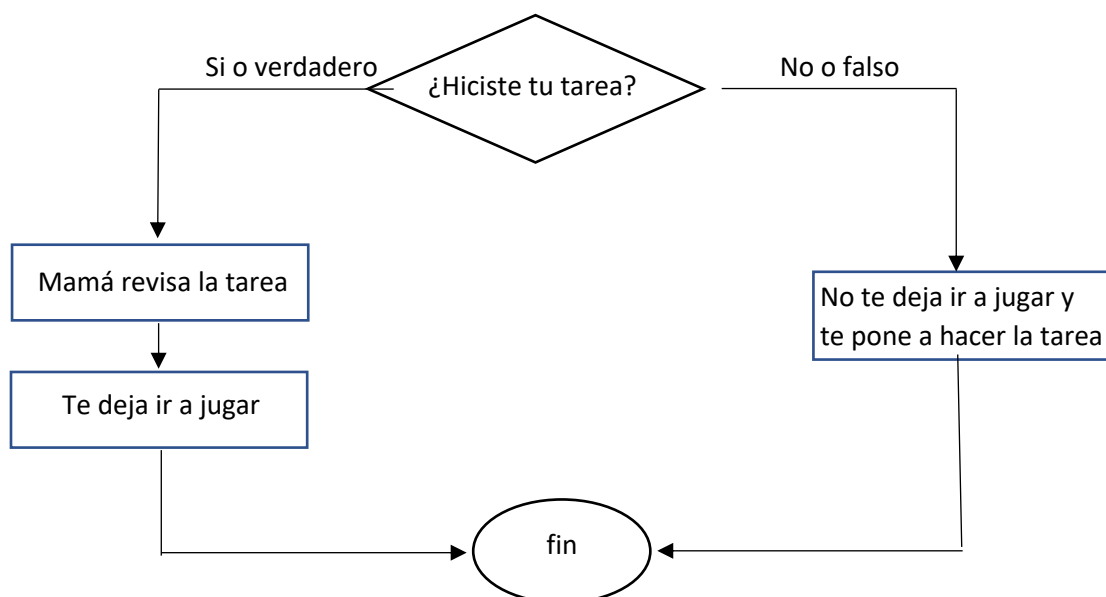 Si o verdadero
¿Hiciste tu tarea?
No o falso
Mamá revisa la tarea
Te deja ir a jugar
No te deja ir a jugar y
te pone a hacer la tarea
fin